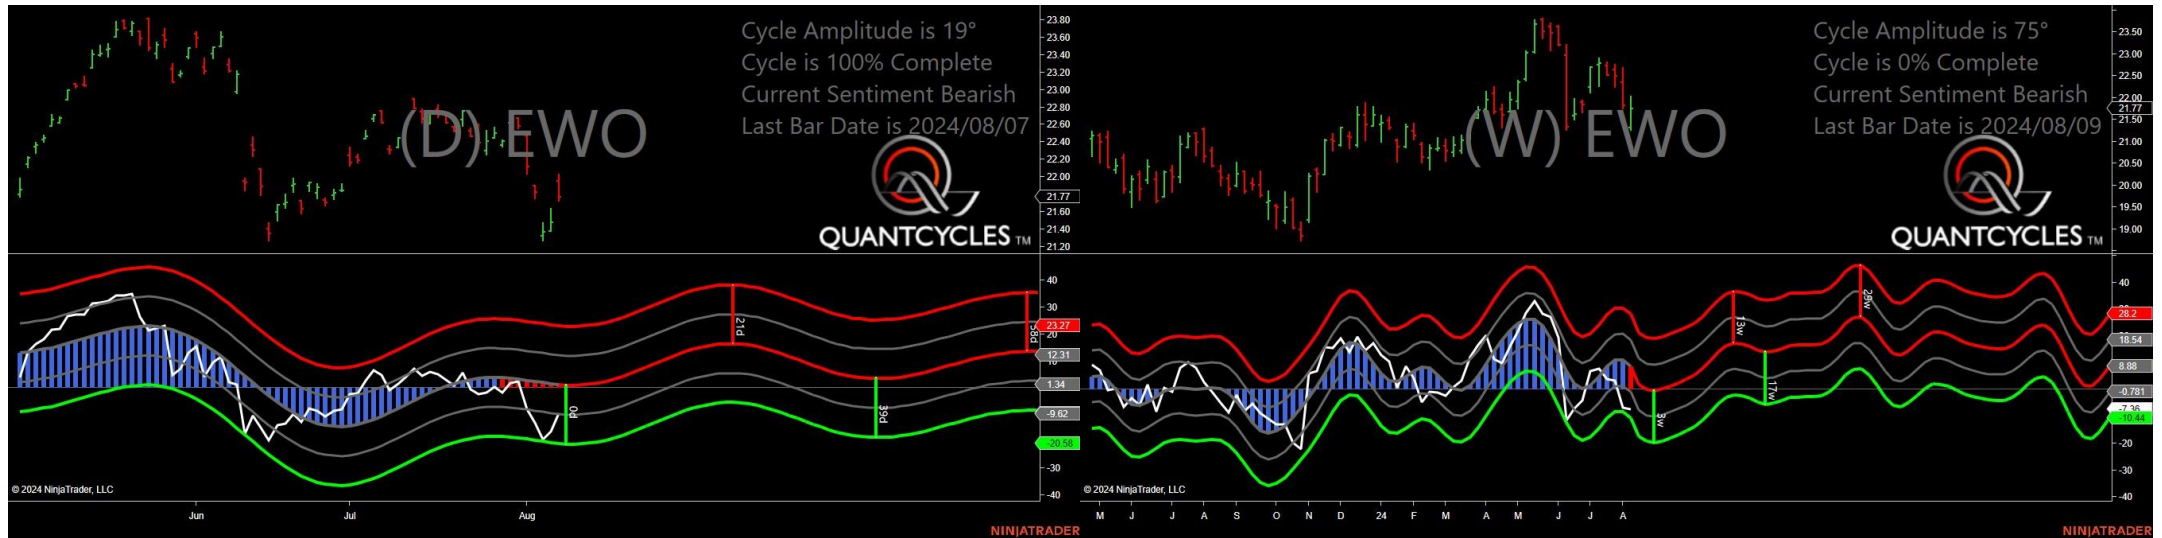 Cycle Amplitude is 19°
Cycle is 100% Complete
Current Sentiment Bearish
Last Bar Date is 2024/08/07
(D) EWO
QUANTCYCLES TM
23.80
23.60
23.40
23.20
23.00
22.80
22.60
22.40
22.20
22.00
21.77
21.60
21.40
21.20
40
30
23.27
20
12.31
1.34
-9.62
-20.58
-30
-40
0d
21d
39d
58d
© 2024 NinjaTrader, LLC
Jun
Jul
Aug
NINJATRADER
Cycle Amplitude is 75°
Cycle is 0% Complete
Current Sentiment Bearish
Last Bar Date is 2024/08/09
(W) EWO
QUANTCYCLES TM
23.50
23.00
22.50
22.00
21.77
21.50
21.00
20.50
20.00
19.50
19.00
40
28.2
18.54
8.88
-0.781
-7.36
-10.44
-20
-30
-40
3w
13w
17w
29w
© 2024 NinjaTrader, LLC
M J J A S O N D 24 F M A M J J A
NINJATRADER